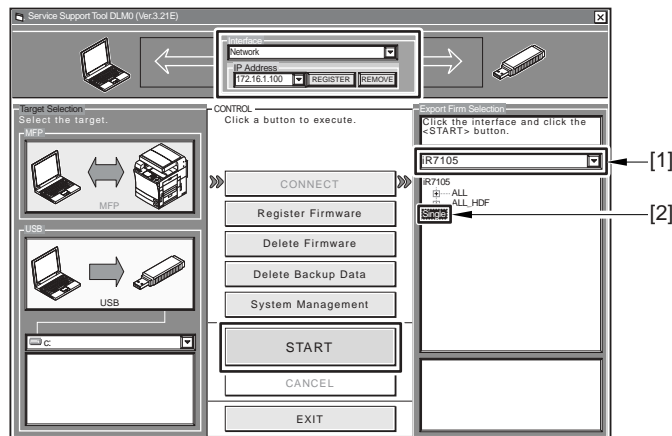 Service Support Tool DLM0 (Ver.3.21E)
Interface
Network
IP Address
172.16.1.100
REGISTER
REMOVE
Target Selection
Select the target.
MFP
MFP
USB
USB
c:
CONTROL
Click a button to execute.
CONNECT
Register Firmware
Delete Firmware
Delete Backup Data
System Management
START
CANCEL
EXIT
Export Firm Selection
Click the interface and click the
<START> button.
iR7105
[1]
iR7105
ALL
ALL_HDF
Single
[2]